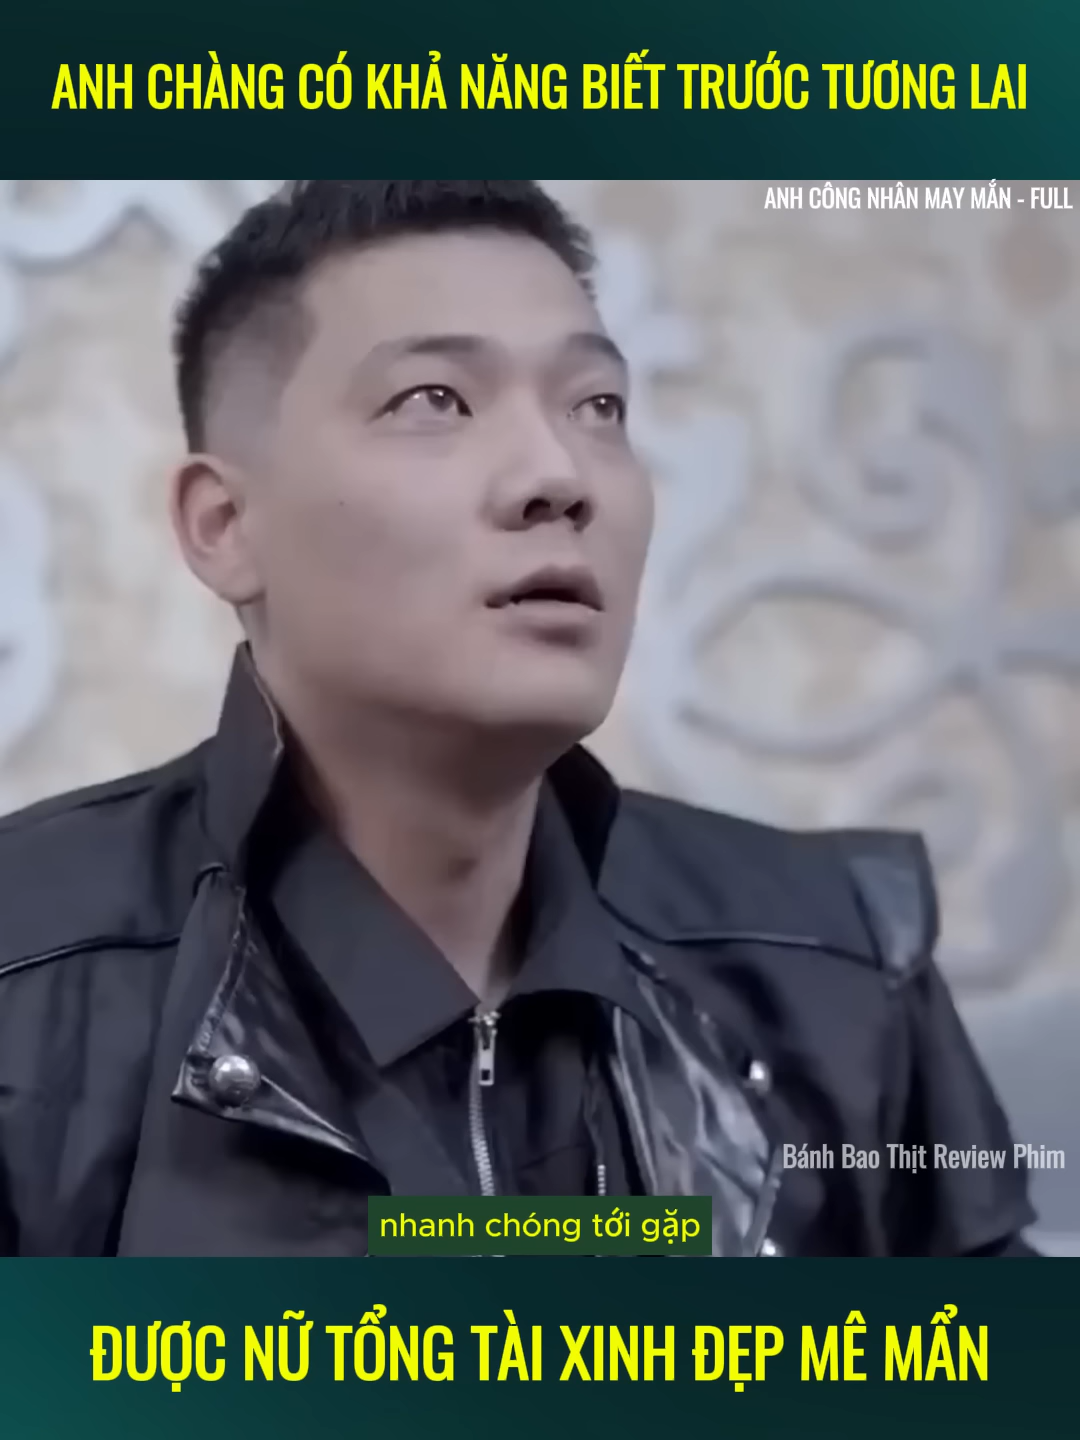 ANH CHÀNG CÓ KHẢ NĂNG BIẾT TRƯỚC TƯƠNG LAI
ANH CÔNG NHÂN MAY MẮN - FULL
Bánh Bao Thịt Review Phim
nhanh chóng tới gặp
ĐƯỢC NỮ TỔNG TÀI XINH ĐẸP MÊ MẨN